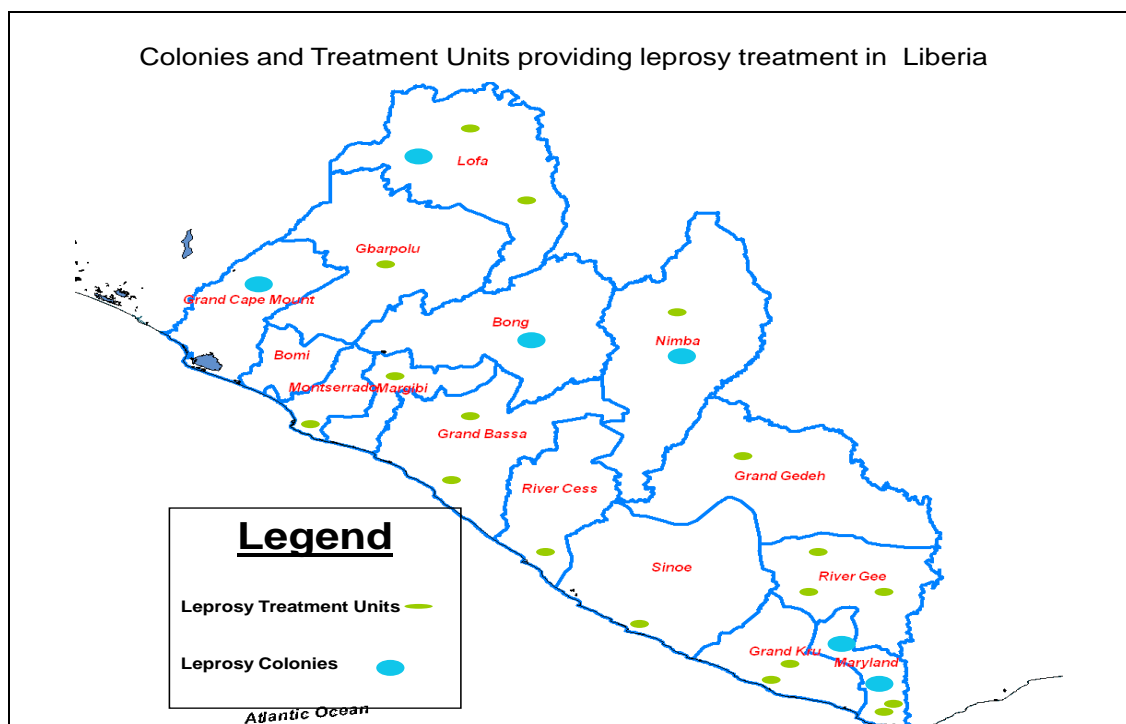 Colonies and Treatment Units providing leprosy treatment in Liberia
Lofa
Gbarpolu
Grand Cape Mount
Bong
Nimba
Bomi
Montserrado
Margibi
Grand Bassa
Grand Gedeh
River Cess
Sinoe
River Gee
Grand Kru
Maryland
Legend
Leprosy Treatment Units
Leprosy Colonies
Atlantic Ocean